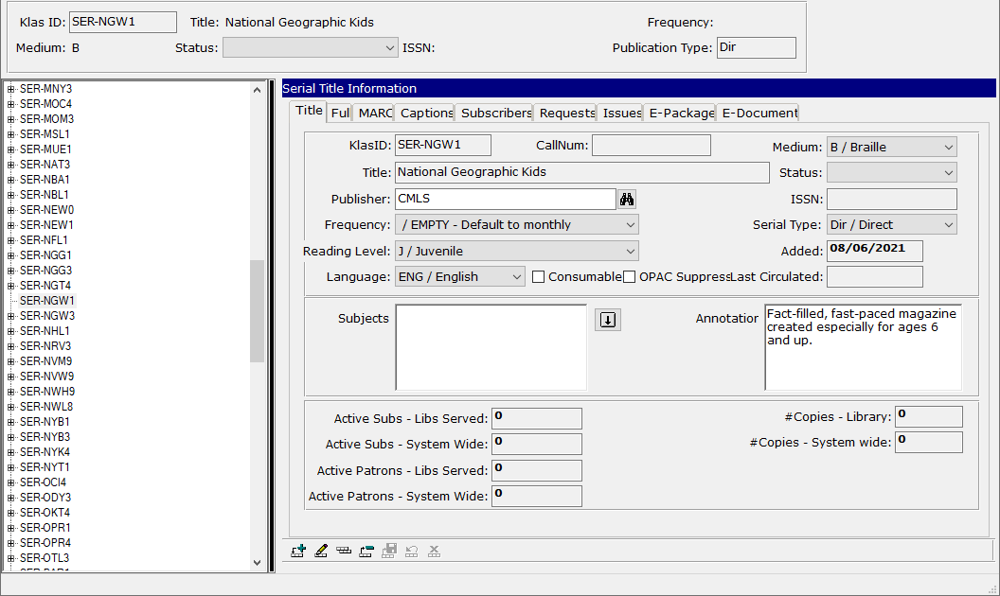 Klas ID: SER-NGW1 Title: National Geographic Kids Frequency:
Medium: B Status: ISSN: Publication Type: Dir
SER-MNY3
SER-MOC4
SER-MOM3
SER-MSL1
SER-MUE1
SER-NAT3
SER-NBA1
SER-NBL1
SER-NEW0
SER-NEW1
SER-NFL1
SER-NGG1
SER-NGG3
SER-NGT4
SER-NGW1
SER-NGW3
SER-NHL1
SER-NRV3
SER-NVM9
SER-NVW9
SER-NWH9
SER-NWL8
SER-NYB1
SER-NYB3
SER-NYK4
SER-NYT1
SER-OCI4
SER-ODY3
SER-OKT4
SER-OPR1
SER-OPR4
SER-OTL3
Serial Title Information
Title Ful MARC Captions Subscribers Requests Issues E-Package E-Document
KlasID: SER-NGW1 CallNum: Medium: B / Braille
Title: National Geographic Kids Status:
Publisher: CMLS ISSN:
Frequency: / EMPTY - Default to monthly Serial Type: Dir / Direct
Reading Level: J / Juvenile Added: 08/06/2021
Language: ENG / English Consumable OPAC Suppress Last Circulated:
Subjects Annotation Fact-filled, fast-paced magazine
created especially for ages 6
and up.
Active Subs - Libs Served: 0 #Copies - Library: 0
Active Subs - System Wide: 0 #Copies - System wide: 0
Active Patrons - Libs Served: 0
Active Patrons - System Wide: 0